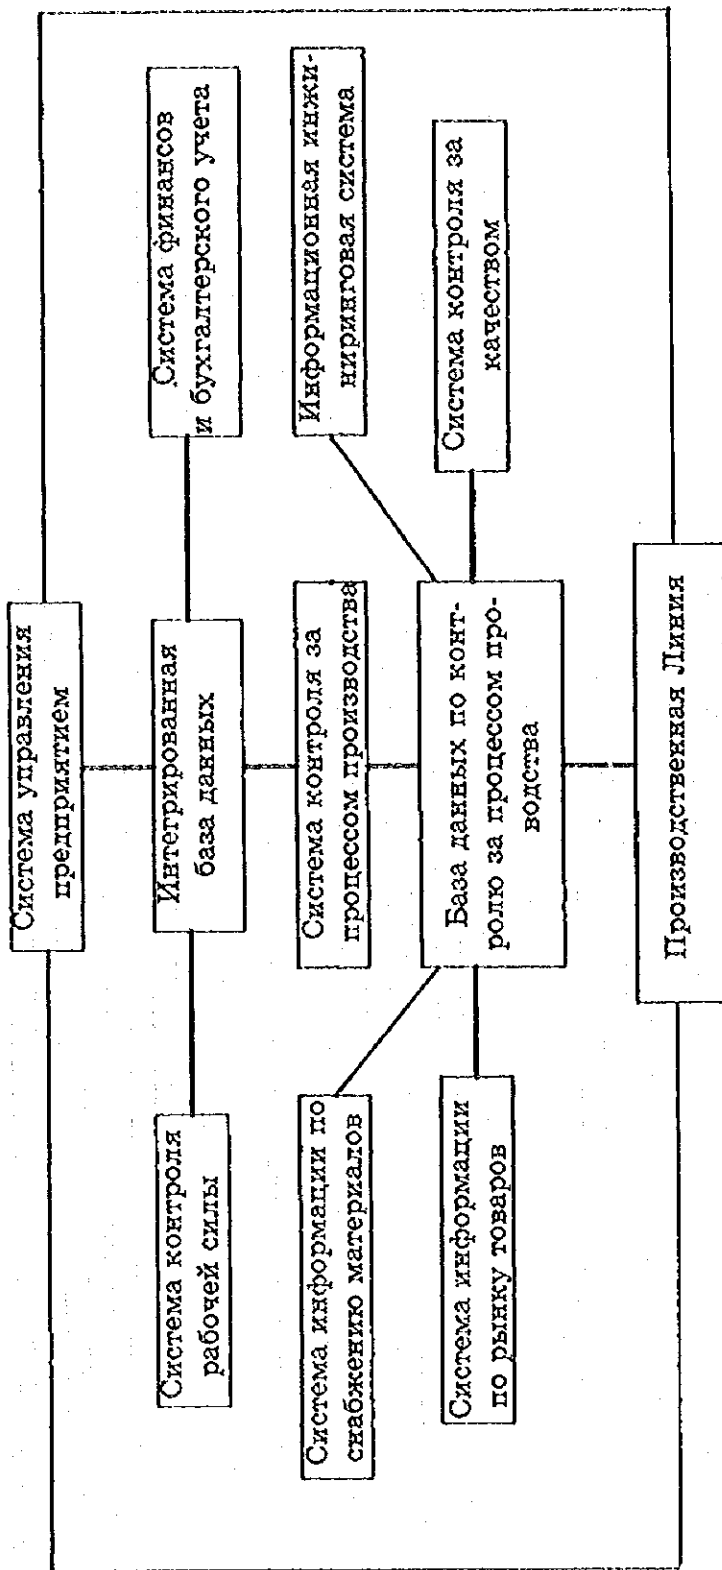 Система управления
предприятием
Система контроля
рабочей силы
Интегрированная
база данных
Система финансов
и бухгалтерского учета
Система информации по
снабжению материалов
Система контроля за
процессом производства
Информационная инжи-
ниринговая система
Система информации
по рынку товаров
База данных по конт-
ролю за процессом про-
водства
Система контроля за
качеством
Производственная Линия